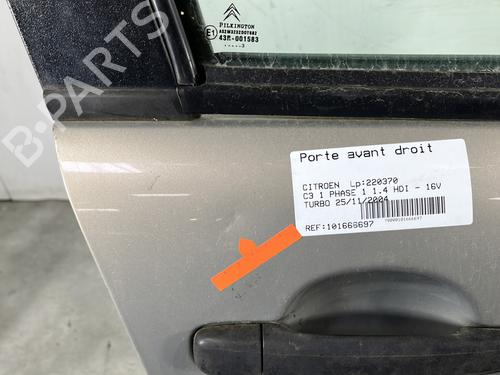 PILKINGTON
E1
43R-001583
B-PARTS
Porte avant droit
CITROEN Lp:220370
C3 1 PHASE 1 1.4 HDI - 16V
TURBO 25/11/2004
REF:101666697